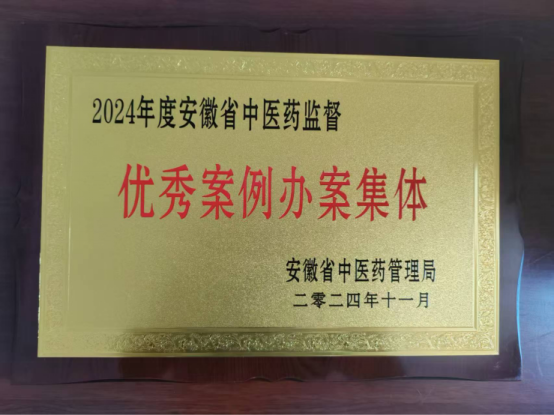 2024年度安徽省中医药监督
优秀案例办案集体
安徽省中医药管理局
二零二四年十一月